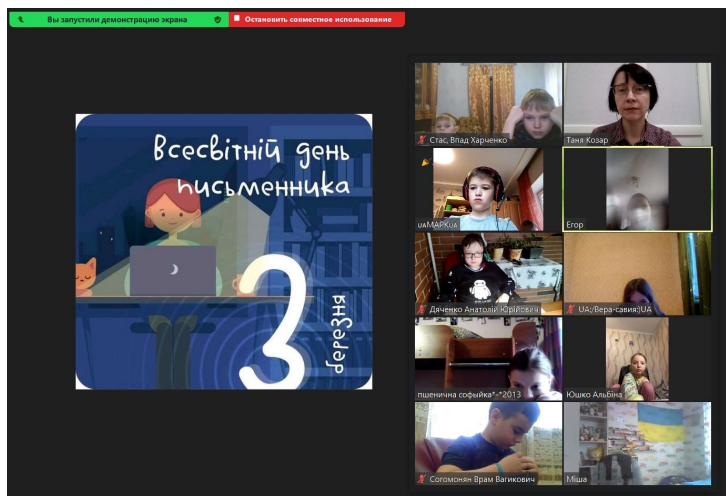 Вы запустили демонстрацию экрана
Остановить совместное использование
Всесвітній день
письменника
3
березня
Стас, Влад Харченко
Таня Козар
UAМАРКUA
Егор
Дяченко Анатолій Юрійович
UA;/Вера-савия:)UA
пшенична софыйка*-*2013
Юшко Альбіна
Согомонян Врам Вагикович
Міша